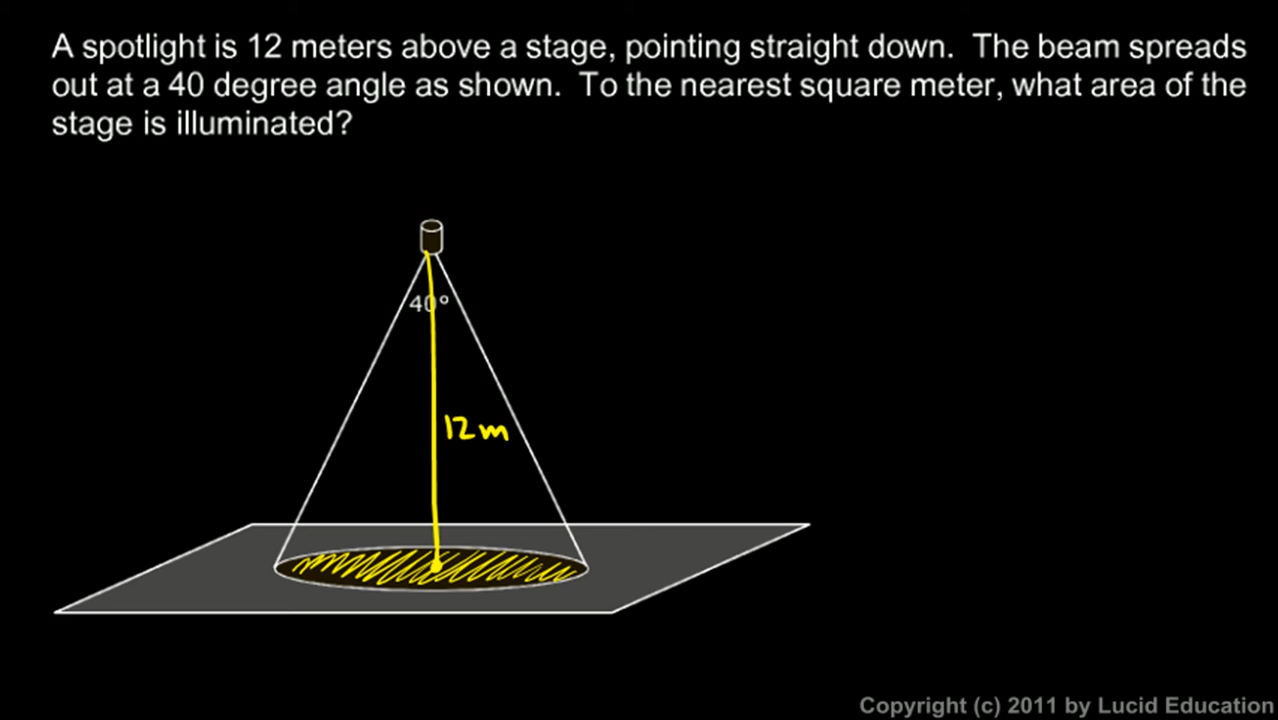 A spotlight is 12 meters above a stage, pointing straight down. The beam spreads
out at a 40 degree angle as shown. To the nearest square meter, what area of the
stage is illuminated?
40°
12m
Copyright (c) 2011 by Lucid Education